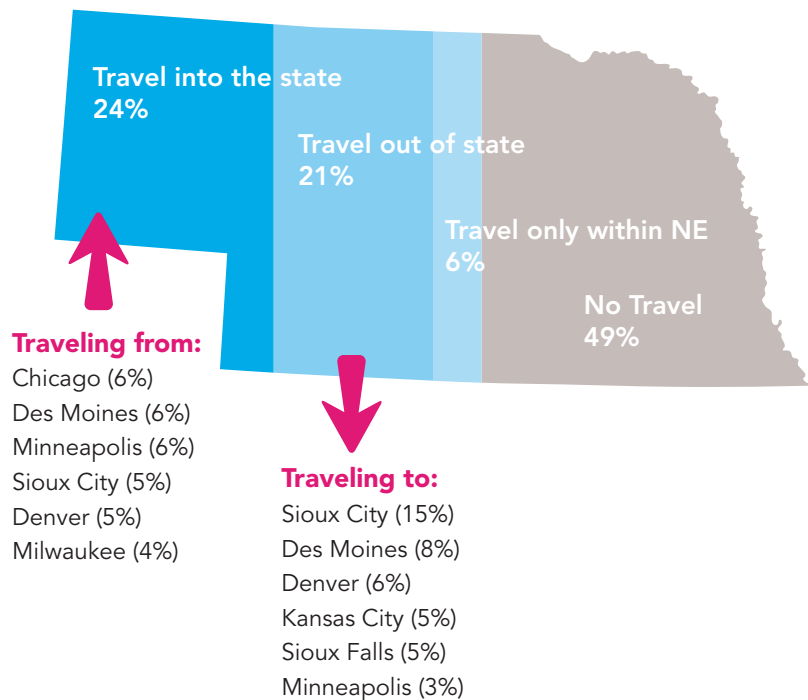 Travel into the state
24%
Travel out of state
21%
Travel only within NE
6%
No Travel
49%
Traveling from:
Chicago (6%)
Des Moines (6%)
Minneapolis (6%)
Sioux City (5%)
Denver (5%)
Milwaukee (4%)
Traveling to:
Sioux City (15%)
Des Moines (8%)
Denver (6%)
Kansas City (5%)
Sioux Falls (5%)
Minneapolis (3%)